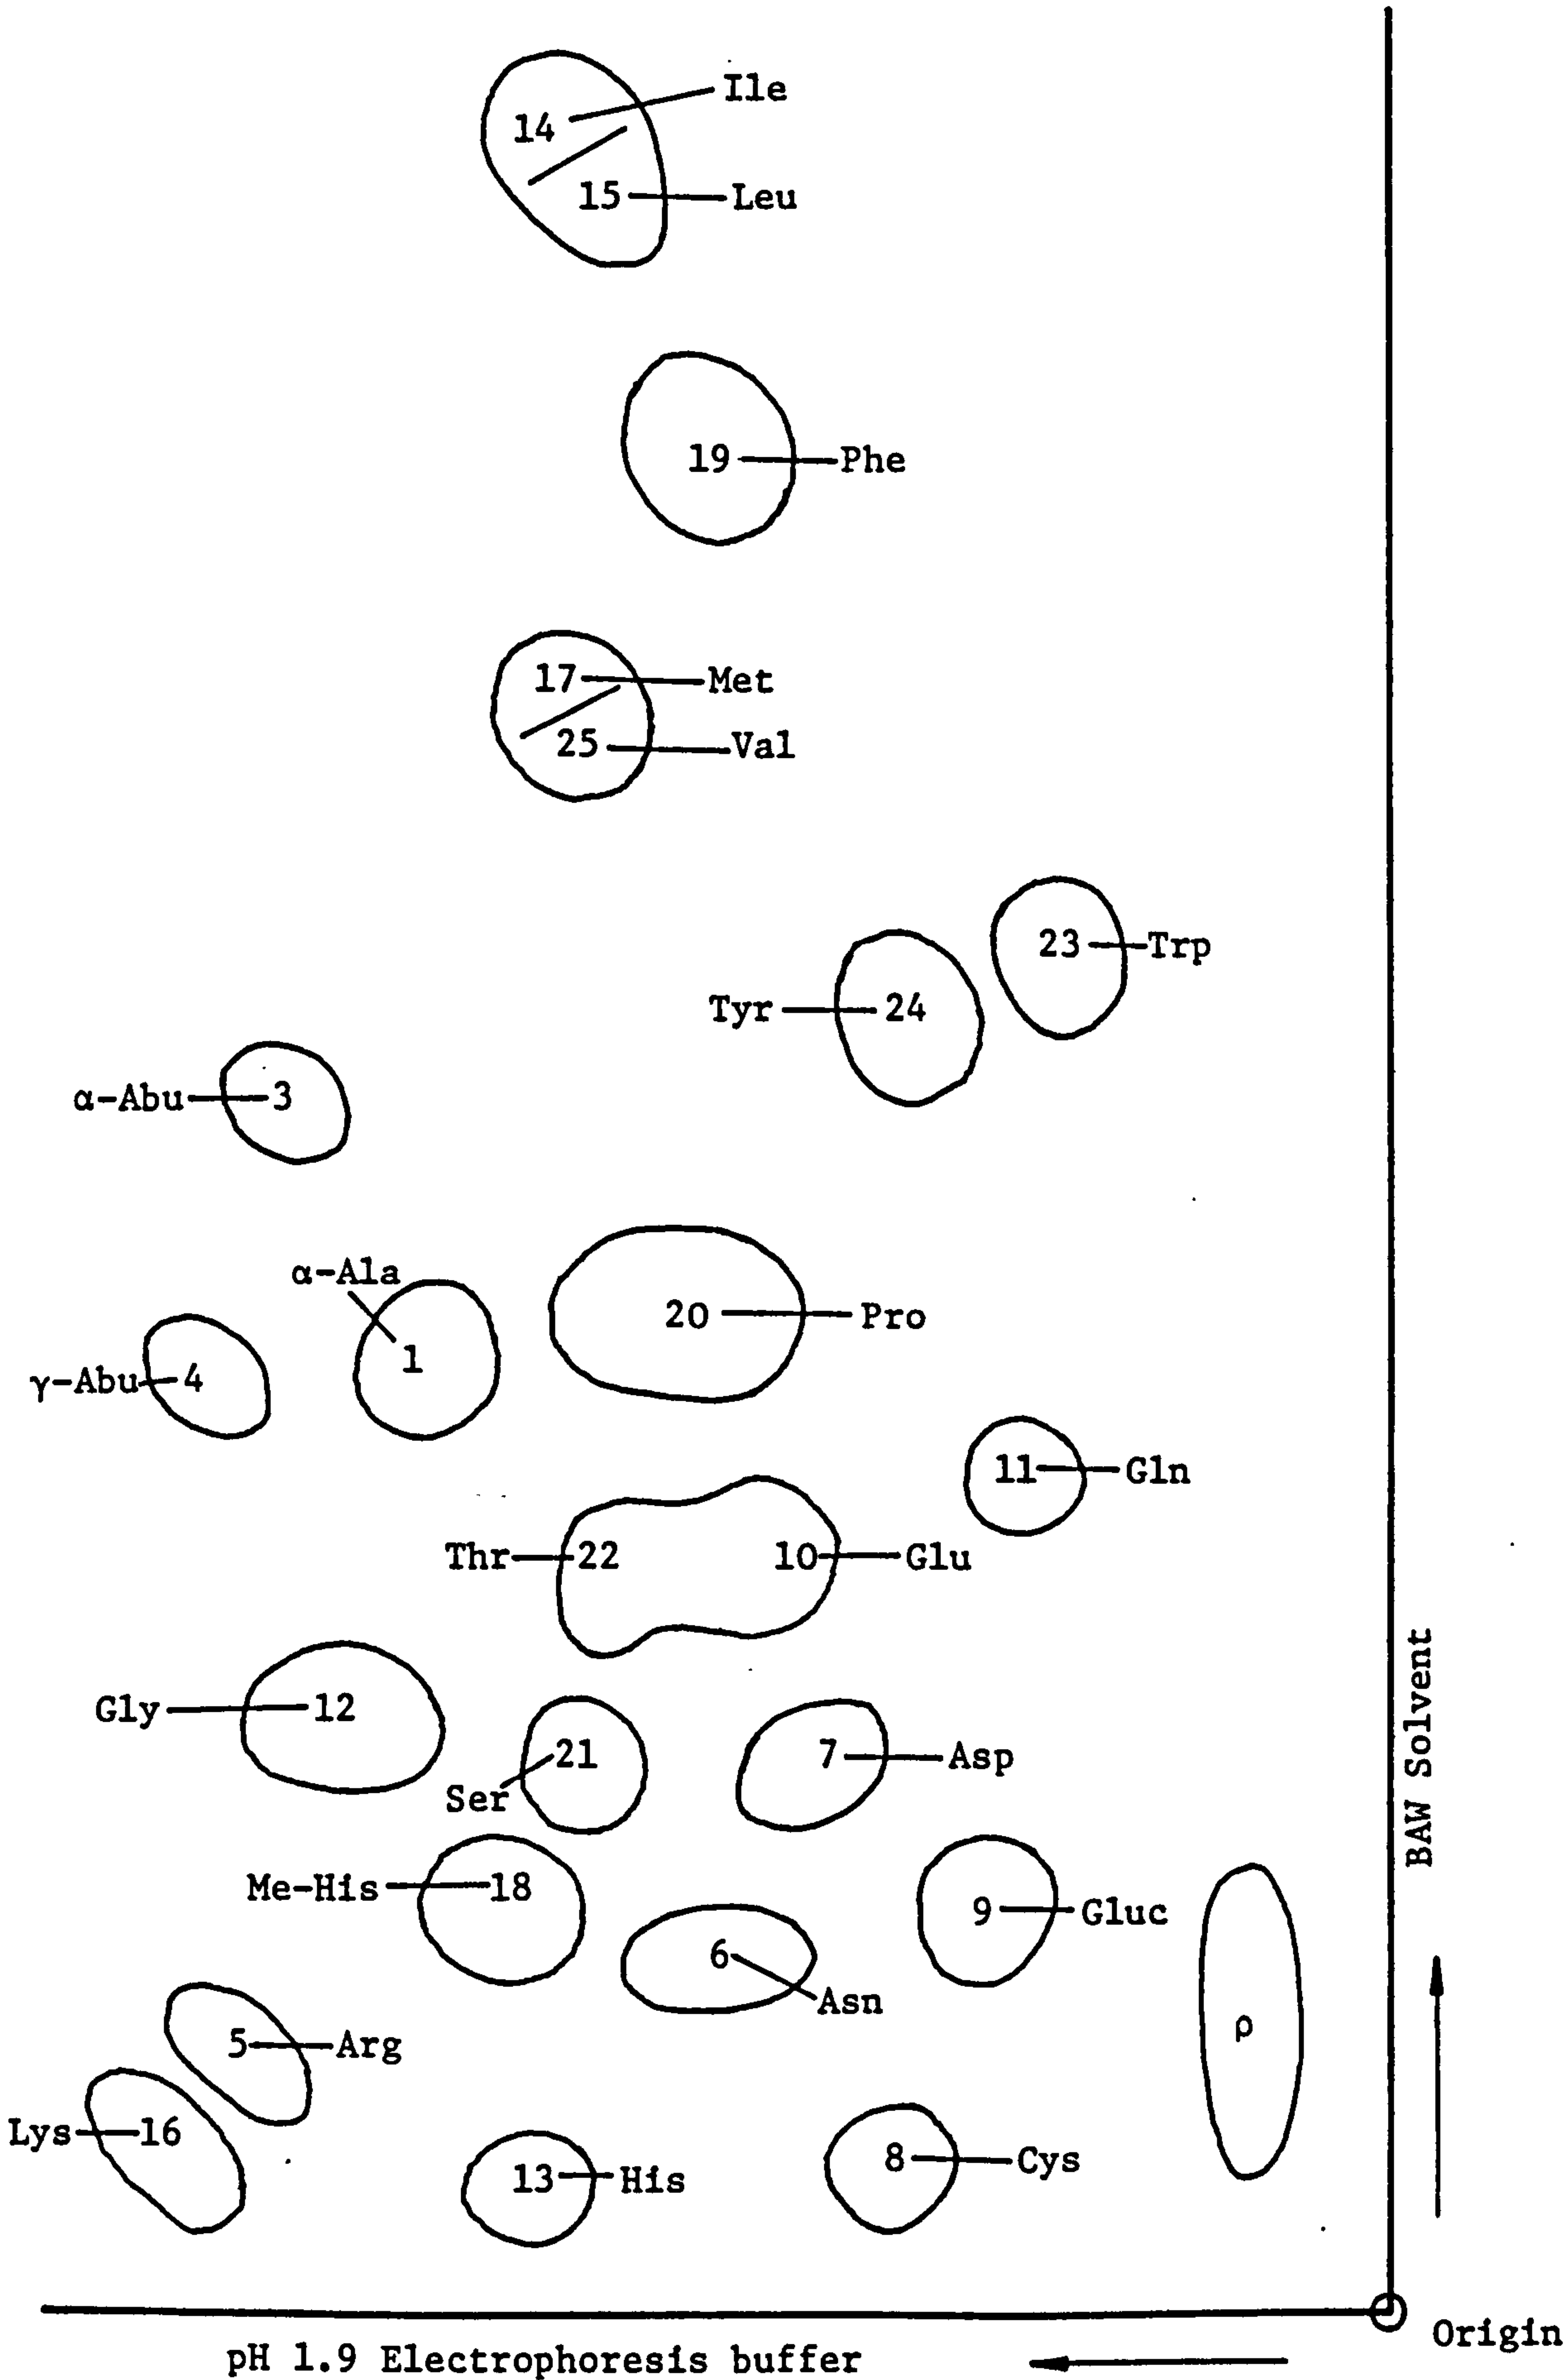 Ile
14
15 Leu
19 Phe
17 Met
25 Val
23 Trp
Tyr 24
α-Abu 3
α-Ala
20 Pro
1
γ-Abu 4
11 Gln
Thr 22 10 Glu
Gly 12
21
7 Asp
Ser
Me-His 18
9 Gluc
6
Asn
ρ
5 Arg
Lys 16
8 Cys
13 His
BAW Solvent
Origin
pH 1.9 Electrophoresis buffer